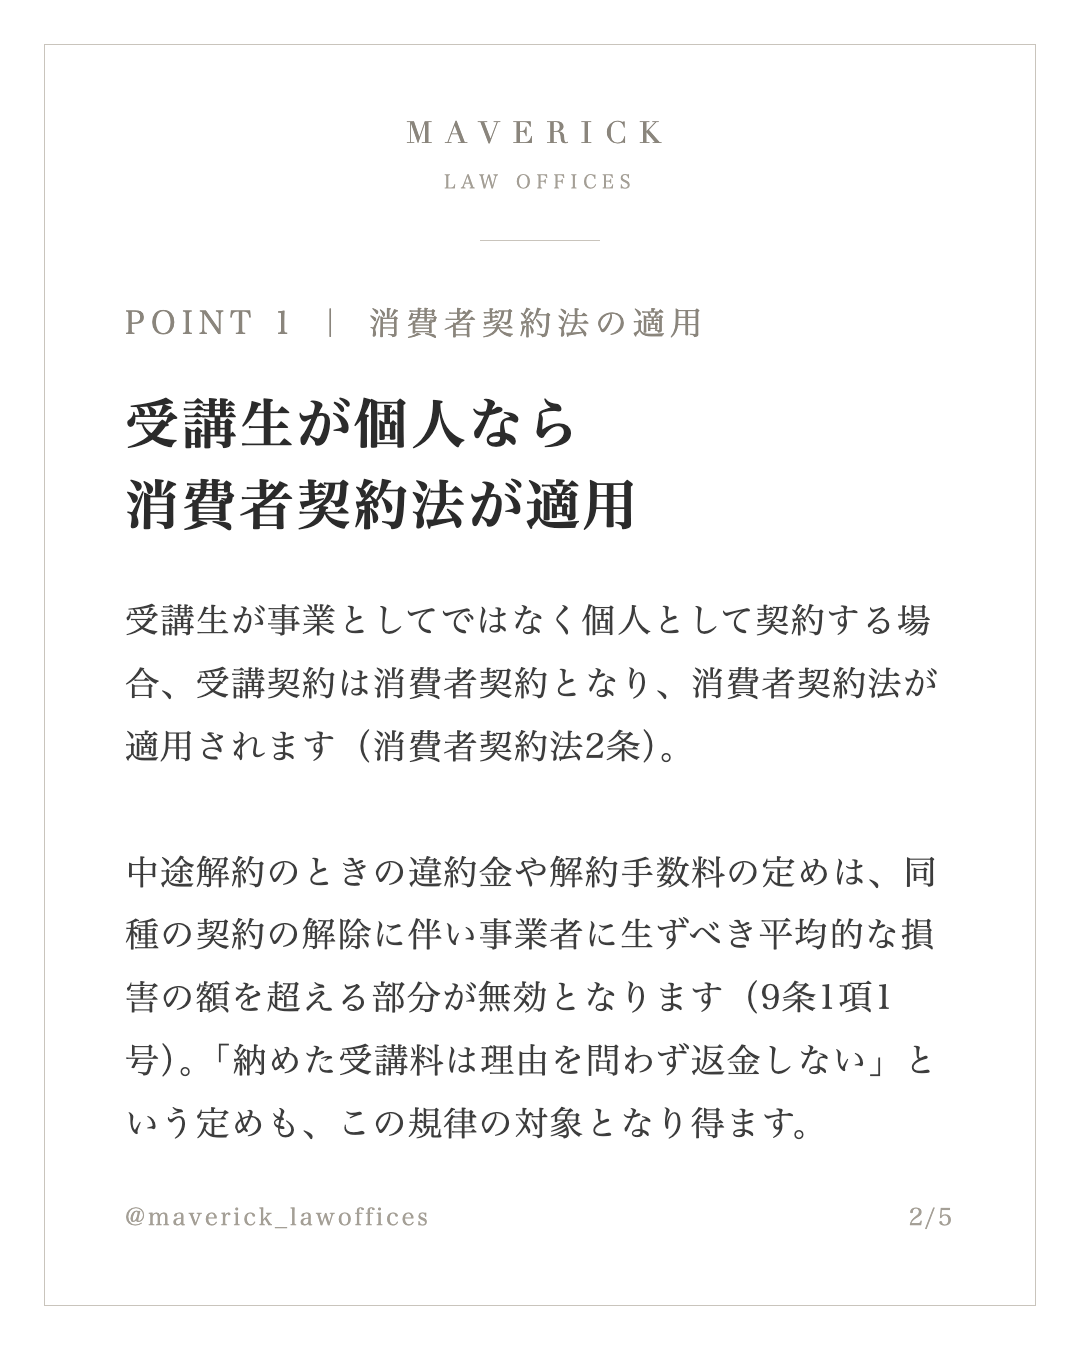 MAVERICK
LAW OFFICES
POINT 1 | 消費者契約法の適用
受講生が個人なら
消費者契約法が適用
受講生が事業としてではなく個人として契約する場
合、受講契約は消費者契約となり、消費者契約法が
適用されます（消費者契約法2条）。
中途解約のときの違約金や解約手数料の定めは、同
種の契約の解除に伴い事業者に生ずべき平均的な損
害の額を超える部分が無効となります（9条1項1
号）。「納めた受講料は理由を問わず返金しない」と
いう定めも、この規律の対象となり得ます。
@maverick_lawoffices
2/5